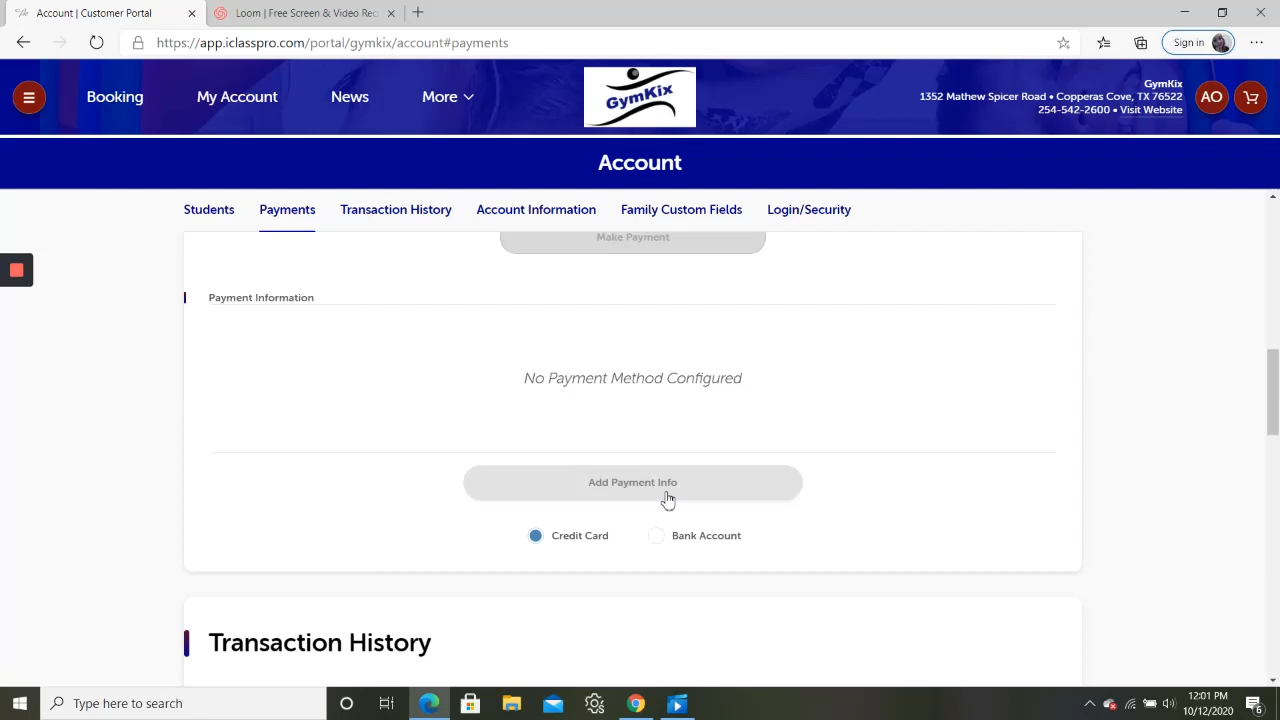 Account | Customer Portal
Loom | Free Screen & Video Rec
https://app.iclasspro.com/portal/gymkix/account#payments
Sign in
Booking
My Account
News
More
GymKix
GymKix
1352 Mathew Spicer Road • Copperas Cove, TX 76522
254-542-2600 • Visit Website
AO
Account
Students
Payments
Transaction History
Account Information
Family Custom Fields
Login/Security
Make Payment
Payment Information
No Payment Method Configured
Add Payment Info
Credit Card
Bank Account
Transaction History
Type here to search
12:01 PM
10/12/2020
6